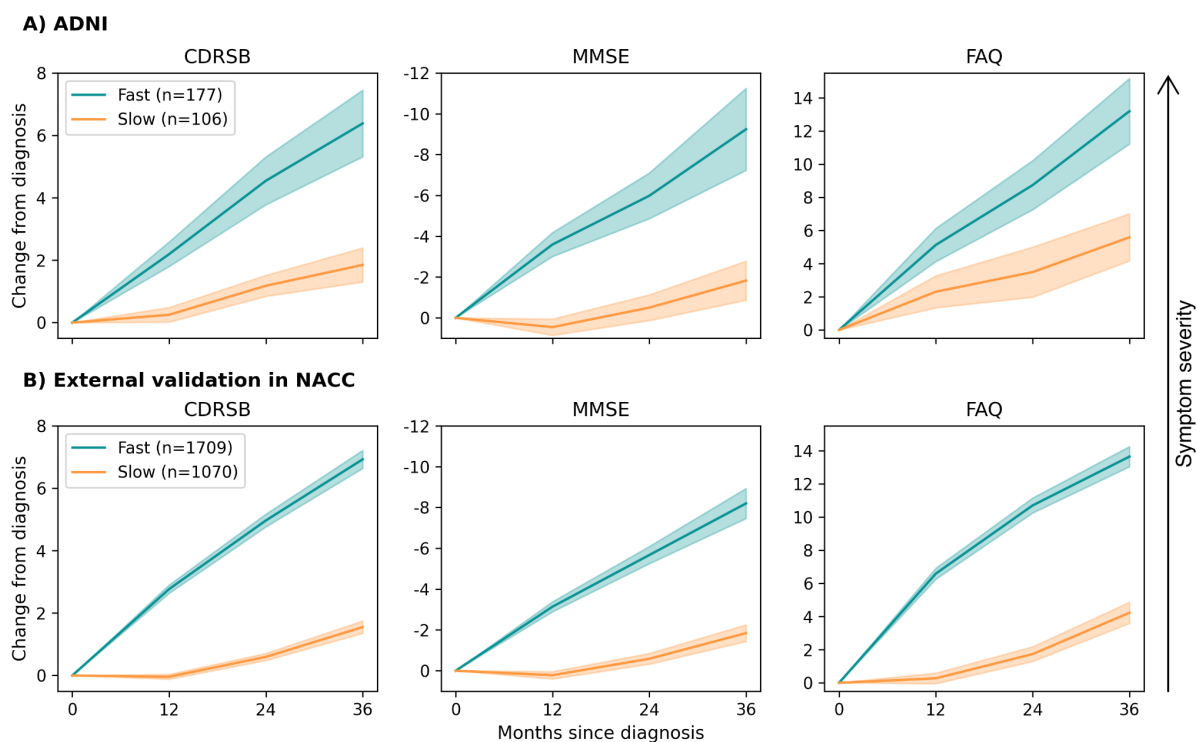 A) ADNI
CDRSB MMSE FAQ
Change from diagnosis
8
6
4
2
0
Fast (n=177)
Slow (n=106)
-12
-10
-8
-6
-4
-2
0
14
12
10
8
6
4
2
0
B) External validation in NACC
CDRSB MMSE FAQ
Change from diagnosis
8
6
4
2
0
Fast (n=1709)
Slow (n=1070)
0 12 24 36
-12
-10
-8
-6
-4
-2
0
0 12 24 36
14
12
10
8
6
4
2
0
0 12 24 36
Months since diagnosis
Symptom severity